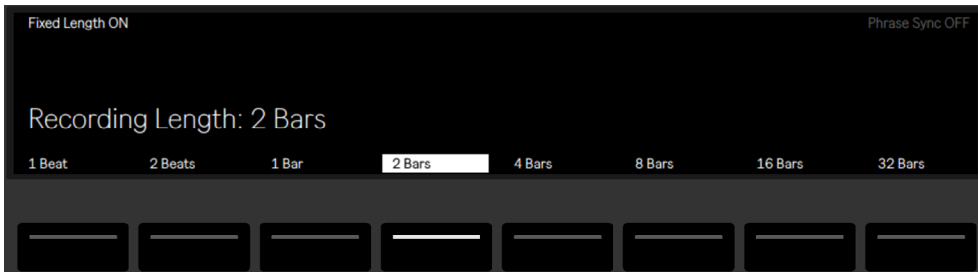 Fixed Length ON Phrase Sync OFF
Recording Length: 2 Bars
1 Beat 2 Beats 1 Bar 2 Bars 4 Bars 8 Bars 16 Bars 32 Bars